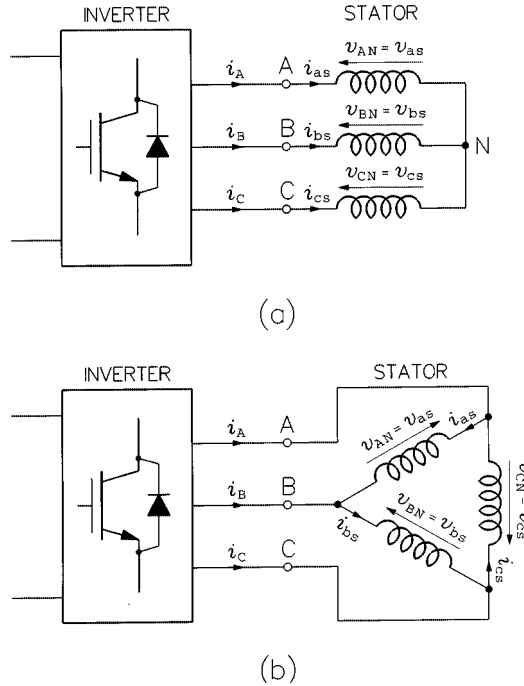 INVERTER STATOR
i_A A i_as v_AN = v_as
i_B B i_bs v_BN = v_bs N
i_C C i_cs v_CN = v_cs
(a)
INVERTER STATOR
i_A A v_AN = v_as i_as
i_B B i_bs v_BN = v_bs v_CN = v_cs
i_C C i_cs
(b)